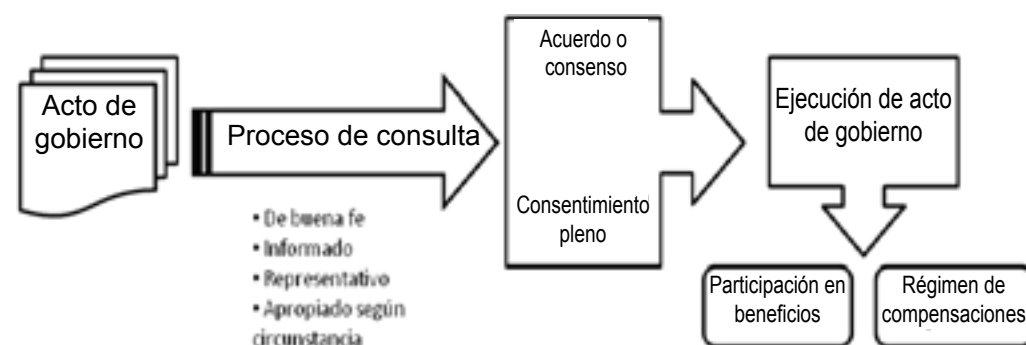 Acto de
gobierno
Proceso de consulta
• De buena fe
• Informado
• Representativo
• Apropiado según
circunstancia
Acuerdo o
consenso
Consentimiento
pleno
Ejecución de acto
de gobierno
Participación en
beneficios
Régimen de
compensaciones